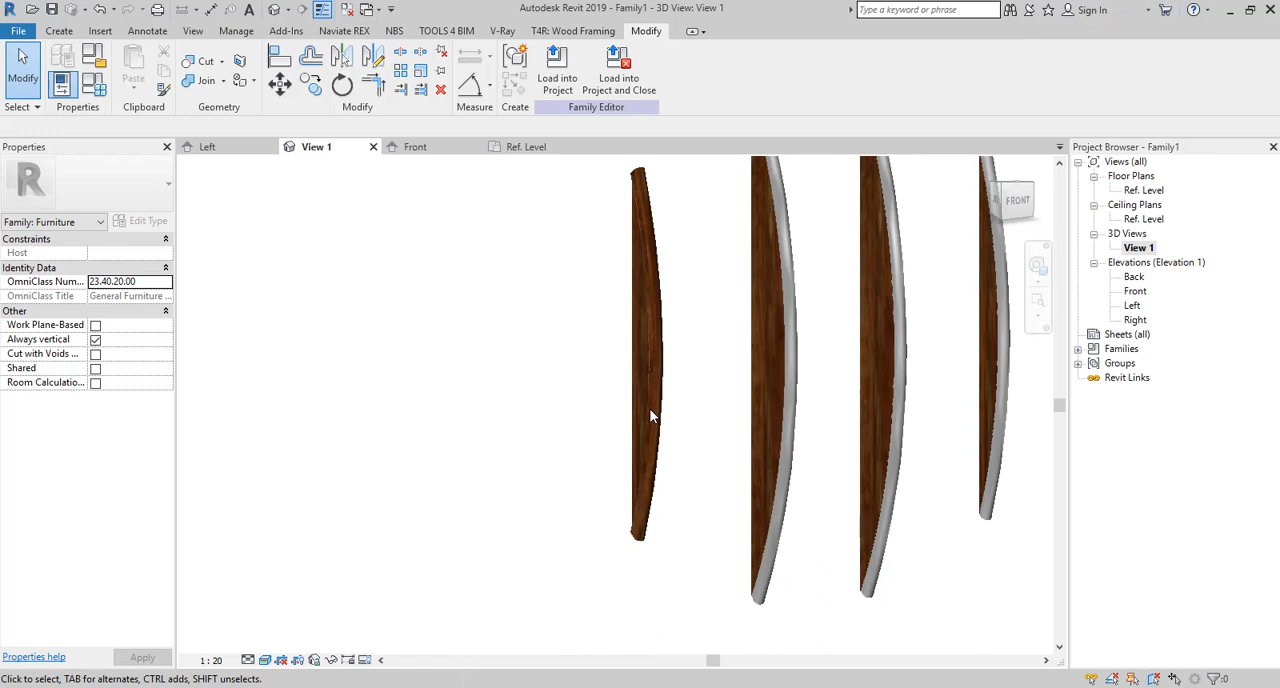 Autodesk Revit 2019 - Family1 - 3D View: View 1
Type a keyword or phrase
Sign In
File
Create
Insert
Annotate
View
Manage
Add-Ins
Naviate REX
NBS
TOOLS 4 BIM
V-Ray
T4R: Wood Framing
Modify
Modify
Paste
Cut
Join
Load into Project
Load into Project and Close
Select
Properties
Clipboard
Geometry
Modify
Measure
Create
Family Editor
Properties
Left
View 1
Front
Ref. Level
Project Browser - Family1
Family: Furniture
Edit Type
Constraints
Host
Identity Data
OmniClass Num... 23.40.20.00
OmniClass Title General Furniture ...
Other
Work Plane-Based
Always vertical
Cut with Voids ...
Shared
Room Calculatio...
Properties help
Apply
FRONT
Views (all)
Floor Plans
Ref. Level
Ceiling Plans
Ref. Level
3D Views
View 1
Elevations (Elevation 1)
Back
Front
Left
Right
Sheets (all)
Families
Groups
Revit Links
1 : 20
Click to select, TAB for alternates, CTRL adds, SHIFT unselects.
:0